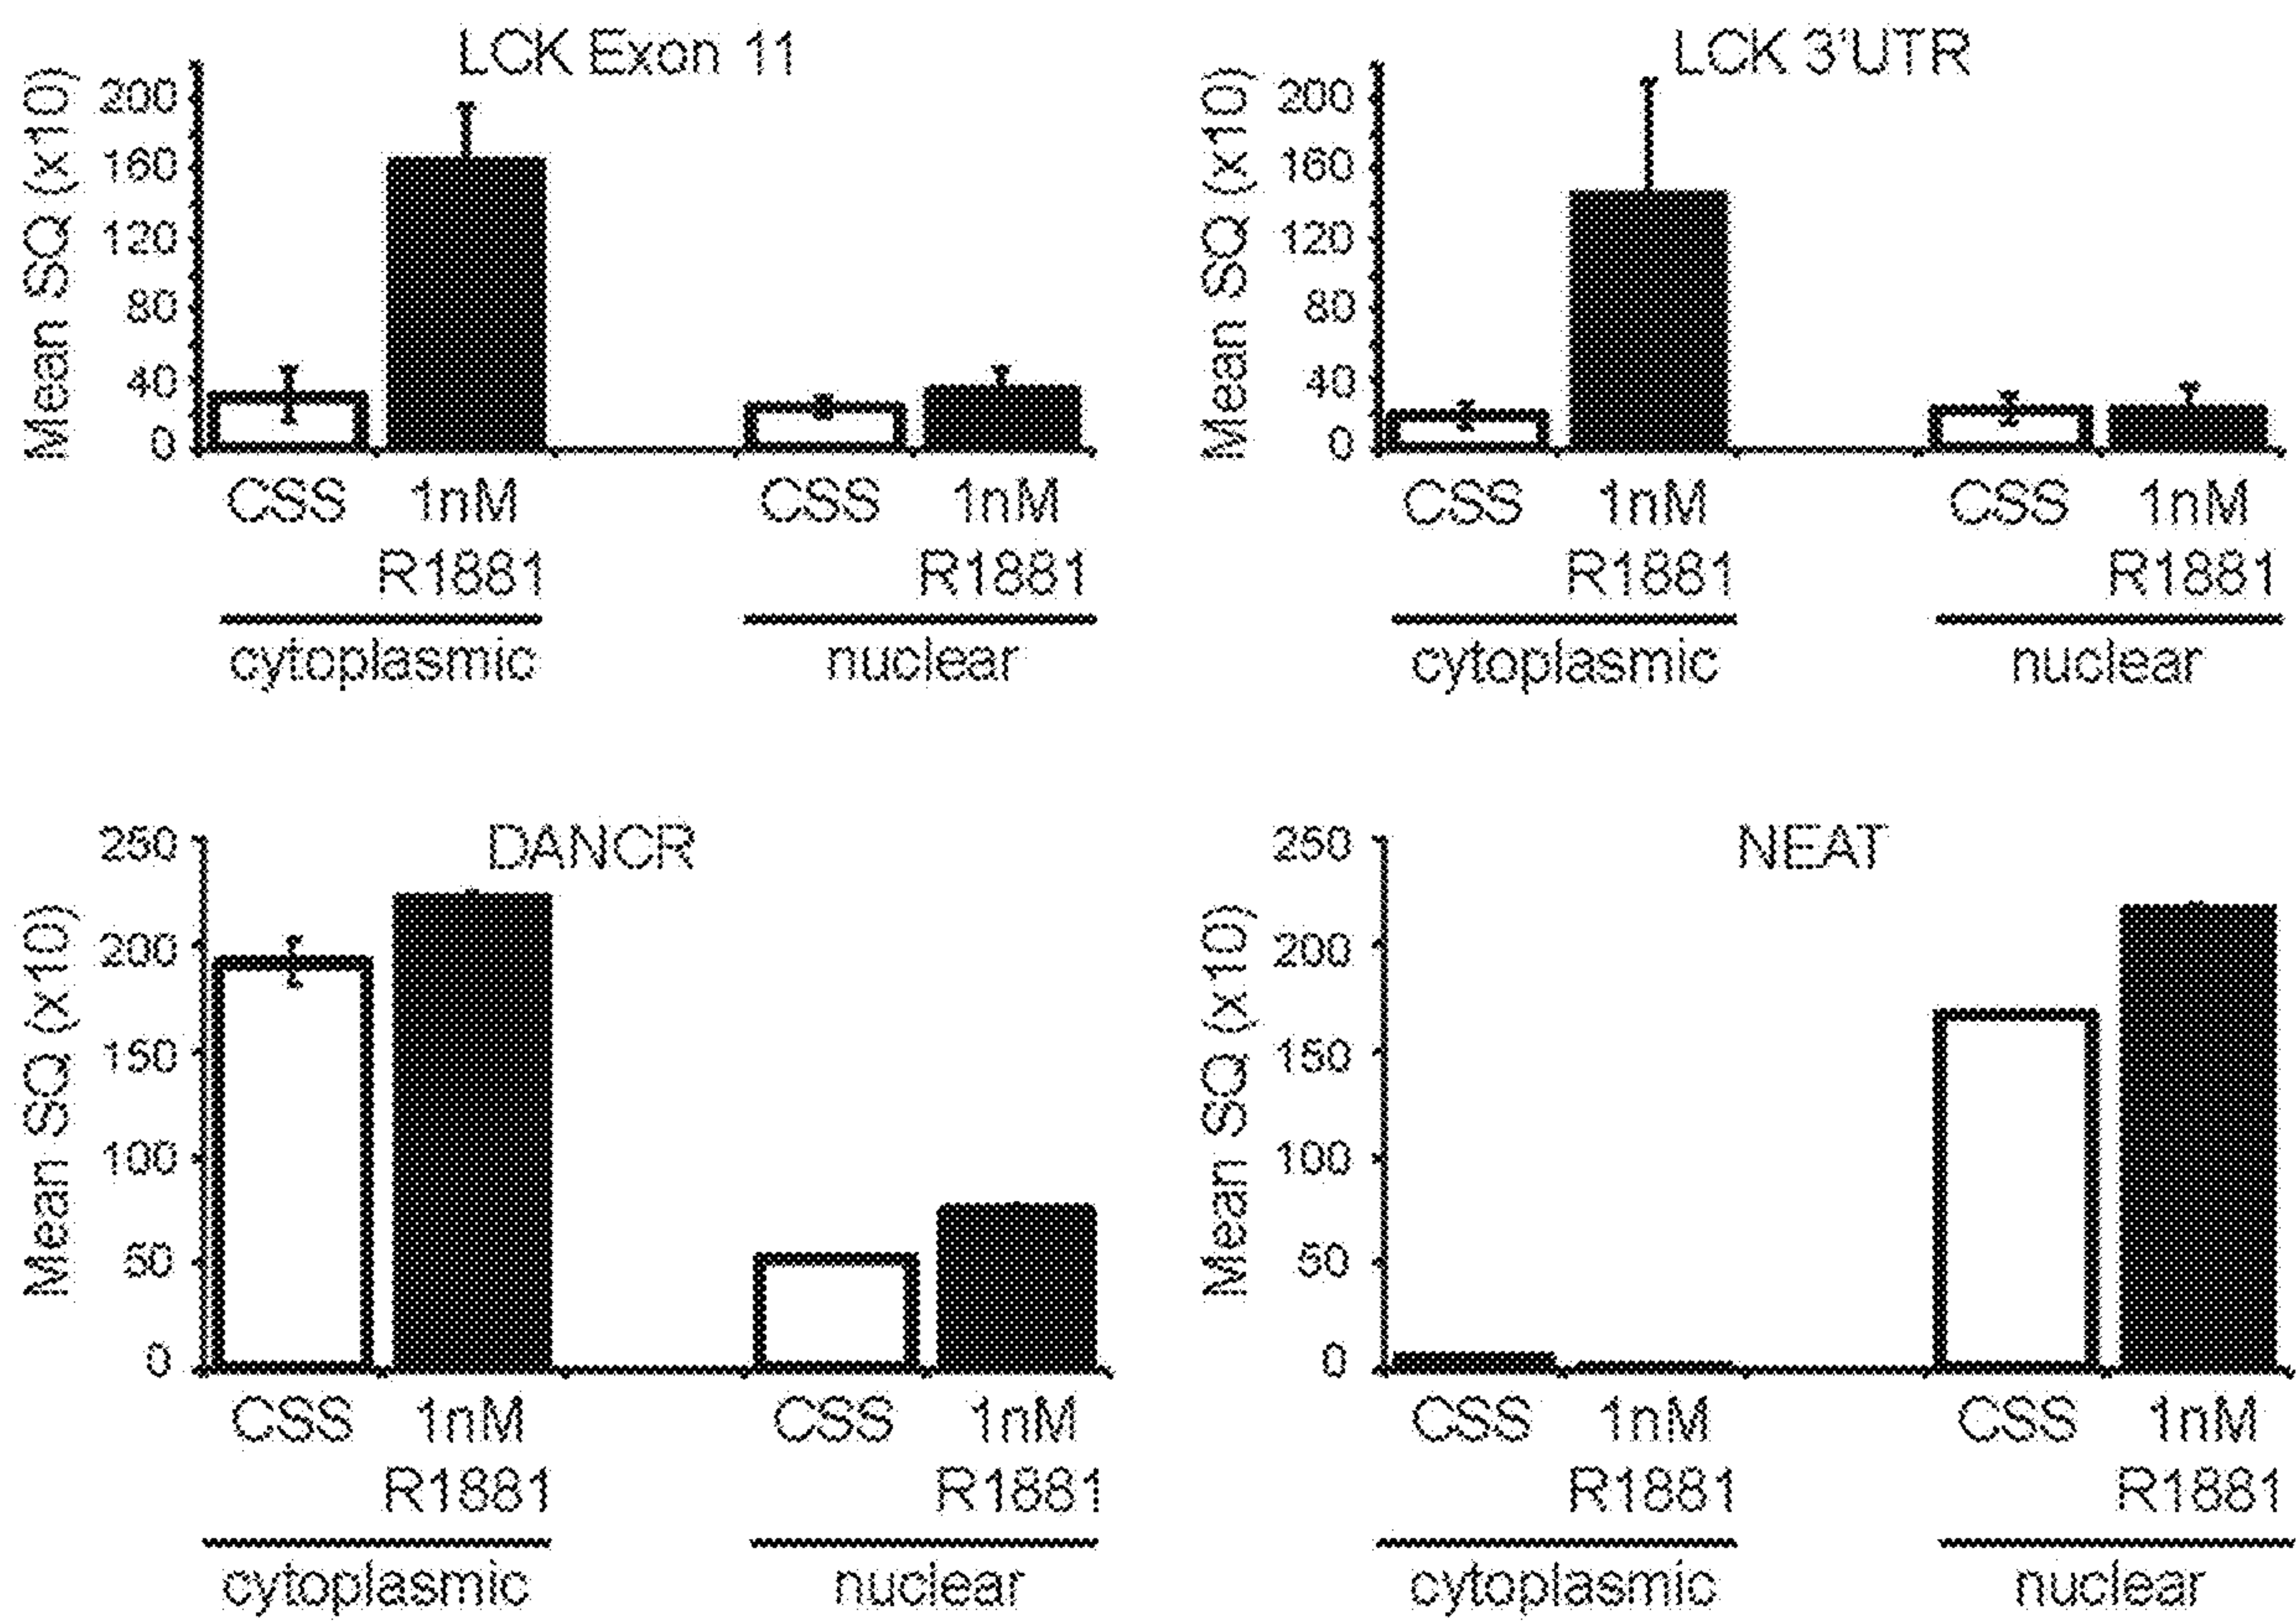 LCK Exon 11
Mean SQ (x10)
200
160
120
80
40
0
CSS 1nM CSS 1nM
R1881 R1881
cytoplasmic nuclear
LCK 3'UTR
Mean SQ (x10)
200
160
120
80
40
0
CSS 1nM CSS 1nM
R1881 R1881
cytoplasmic nuclear
DANCR
Mean SQ (x10)
250
200
150
100
50
0
CSS 1nM CSS 1nM
R1881 R1881
cytoplasmic nuclear
NEAT
Mean SQ (x10)
250
200
150
100
50
0
CSS 1nM CSS 1nM
R1881 R1881
cytoplasmic nuclear